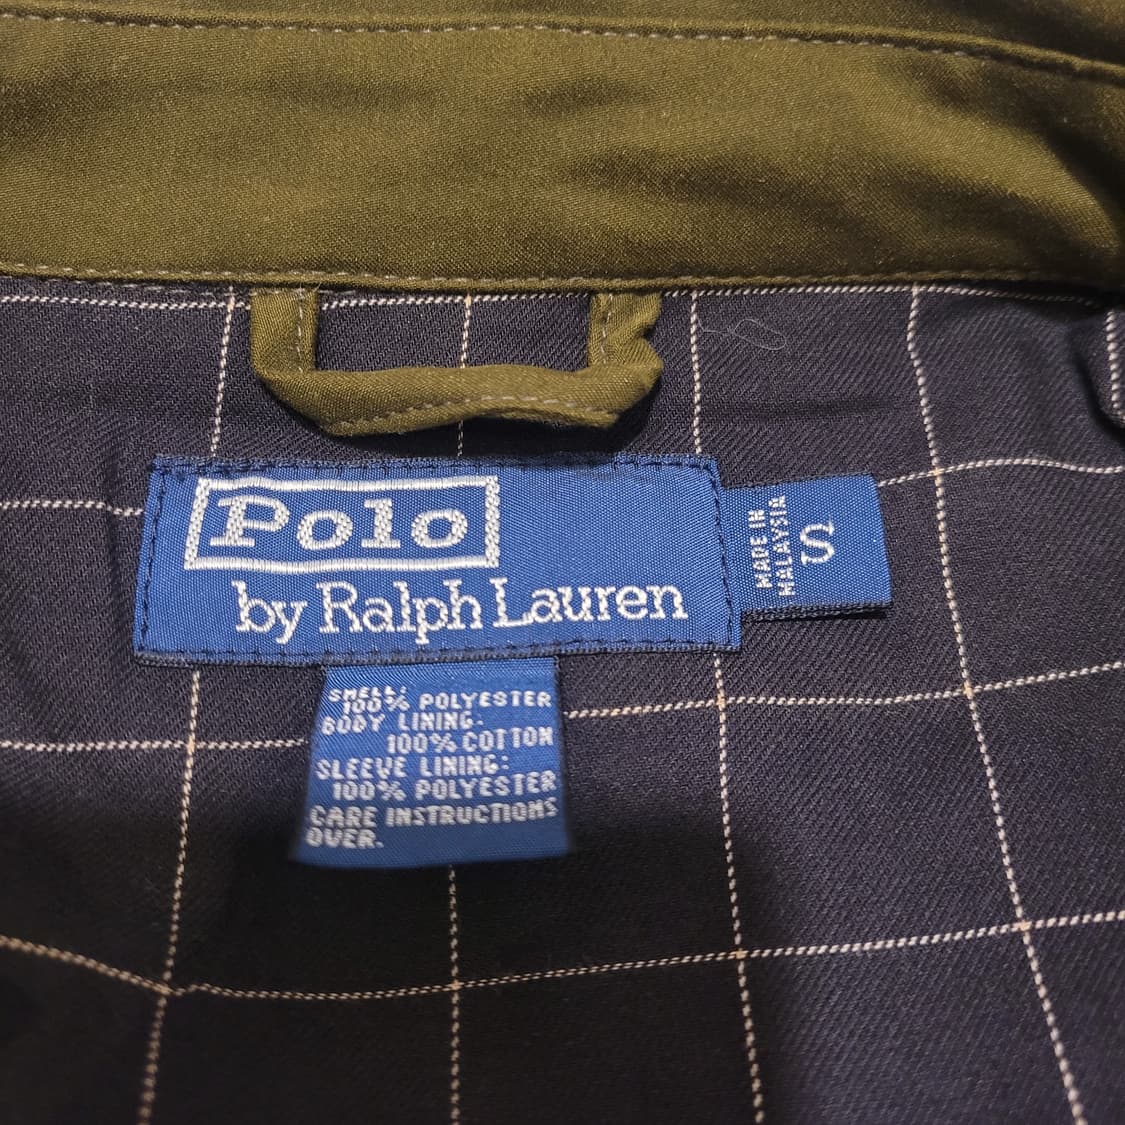 Polo
by Ralph Lauren
MADE IN
MALAYSIA
S
SHELL:
100% POLYESTER
BODY LINING:
100% COTTON
SLEEVE LINING:
100% POLYESTER
CARE INSTRUCTIONS
OVER.